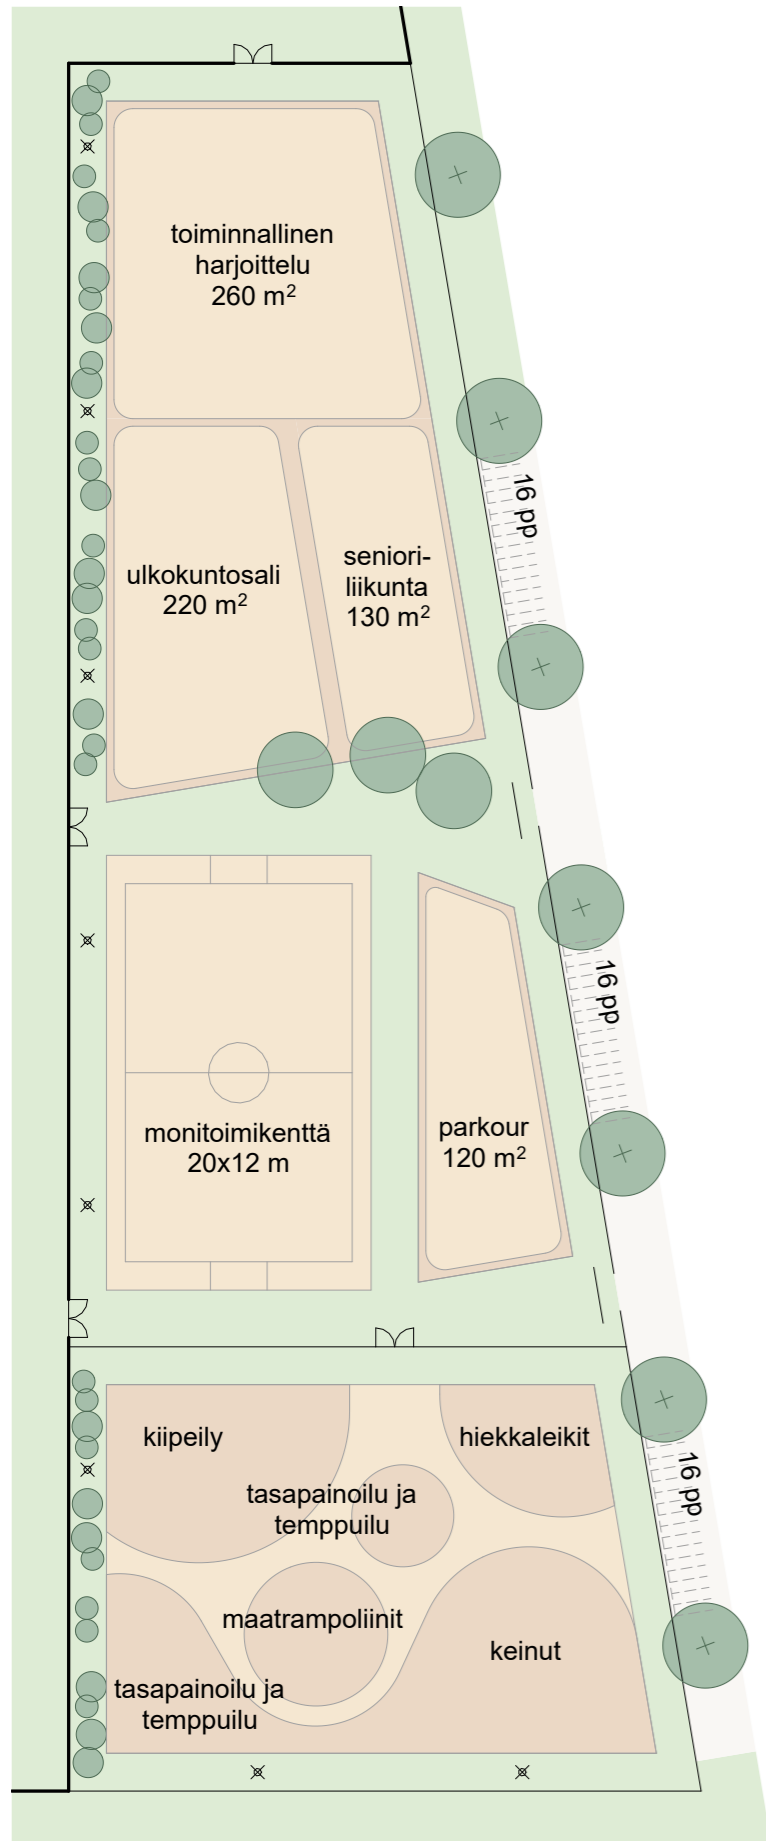 toiminnallinen
harjoittelu
260 m²
16 pp
ulkokuntosali
220 m²
seniori-
liikunta
130 m²
16 pp
monitoimikenttä
20x12 m
parkour
120 m²
kiipeily
hiekkaleikit
16 pp
tasapainoilu ja
temppuilu
maatrampoliinit
keinut
tasapainoilu ja
temppuilu